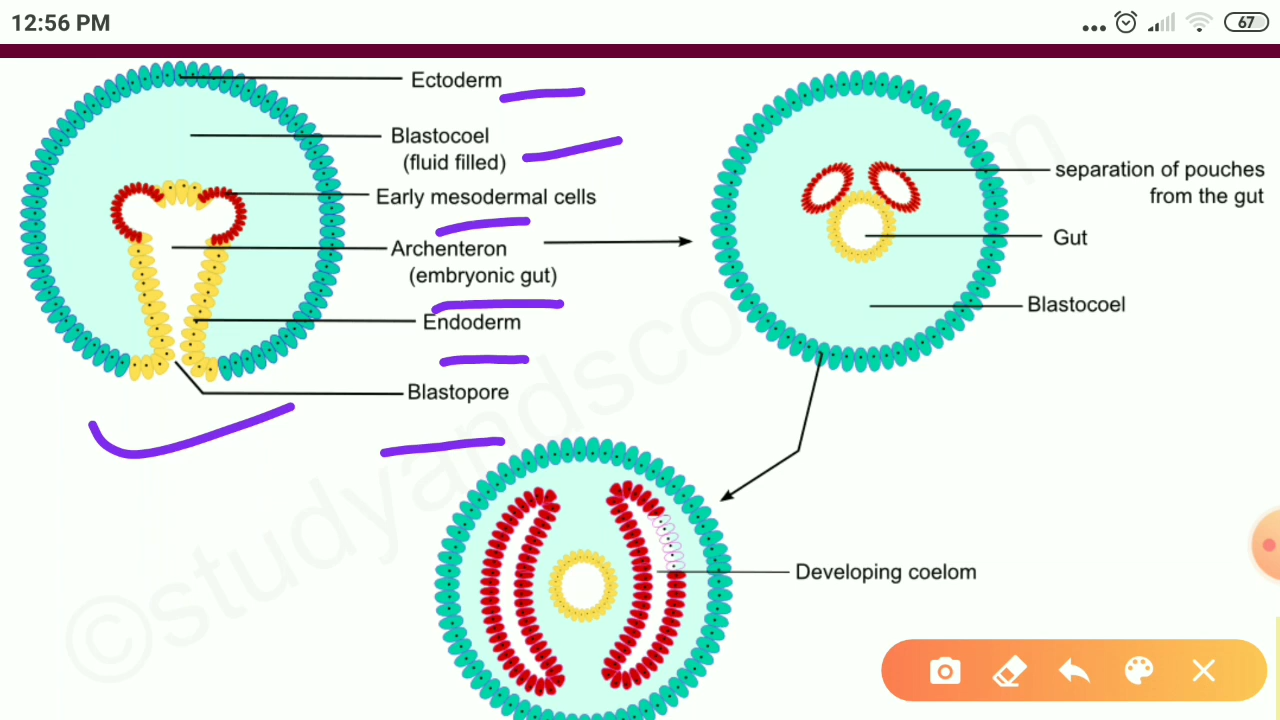 12:56 PM
67
Ectoderm
Blastocoel
(fluid filled)
Early mesodermal cells
Archenteron
(embryonic gut)
Endoderm
Blastopore
separation of pouches
from the gut
Gut
Blastocoel
Developing coelom
©studyandsco
m